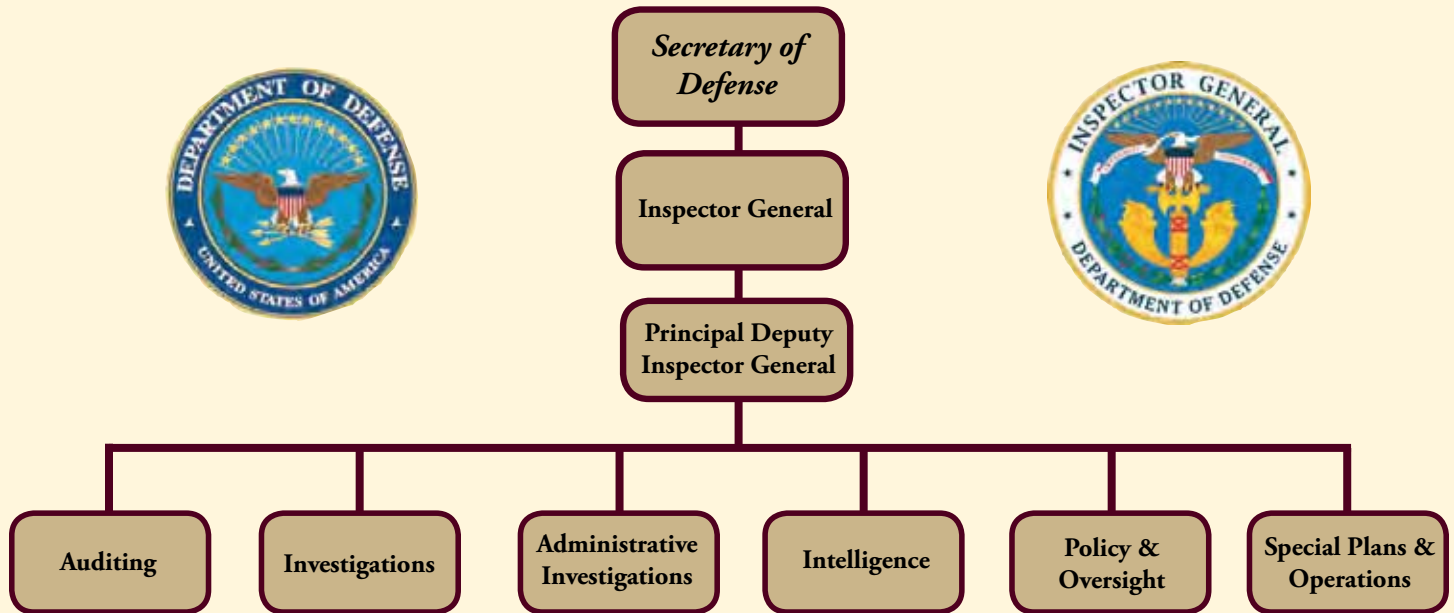 Secretary of
Defense
DEPARTMENT OF DEFENSE
UNITED STATES OF AMERICA
INSPECTOR GENERAL
DEPARTMENT OF DEFENSE
Inspector General
Principal Deputy
Inspector General
Auditing
Investigations
Administrative
Investigations
Intelligence
Policy &
Oversight
Special Plans &
Operations